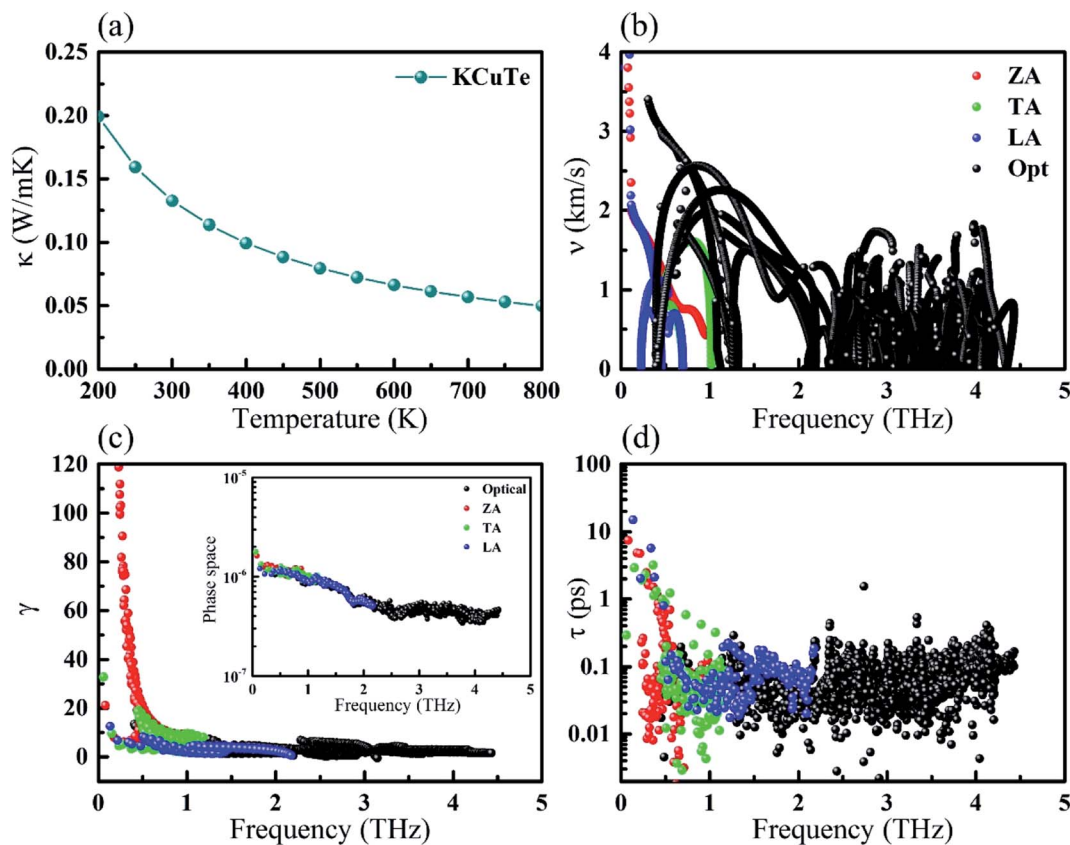 (a)
0.25
0.20
0.15
0.10
0.05
0.00
κ (W/mK)
KCuTe
200 300 400 500 600 700 800
Temperature (K)
(b)
4
3
2
1
0
ν (km/s)
ZA
TA
LA
Opt
0 1 2 3 4 5
Frequency (THz)
(c)
120
100
80
60
40
20
0
γ
10⁻⁵
10⁻⁶
10⁻⁷
Phase space
Optical
ZA
TA
LA
0 1 2 3 4 5
Frequency (THz)
0 1 2 3 4 5
Frequency (THz)
(d)
100
10
1
0.1
0.01
τ (ps)
0 1 2 3 4 5
Frequency (THz)